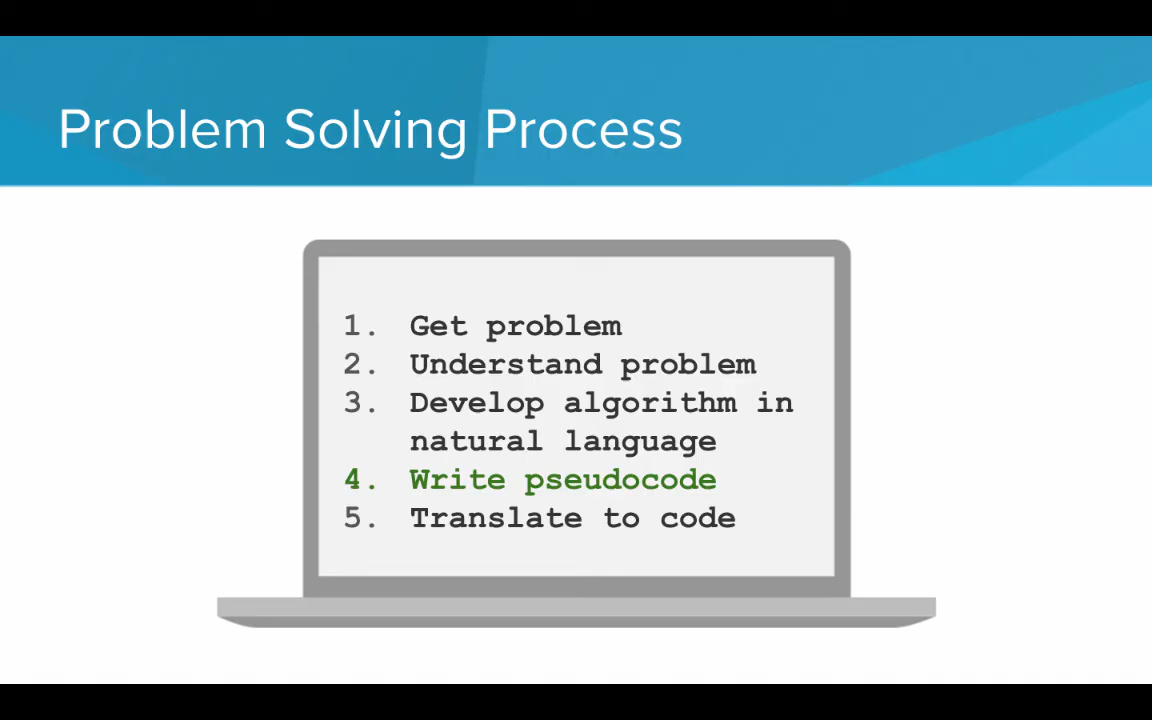 Problem Solving Process
1. Get problem
2. Understand problem
3. Develop algorithm in
natural language
4. Write pseudocode
5. Translate to code